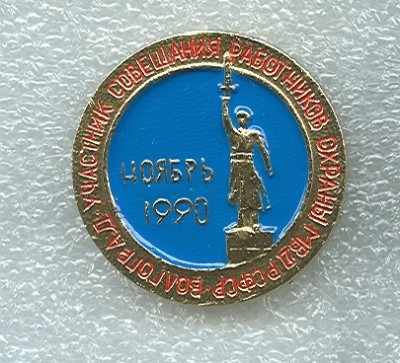 УЧАСТНИК СОВЕЩАНИЯ РАБОТНИКОВ ОХРАНЫ МВД РСФСР ВОЛГОГРАД
НОЯБРЬ
1990